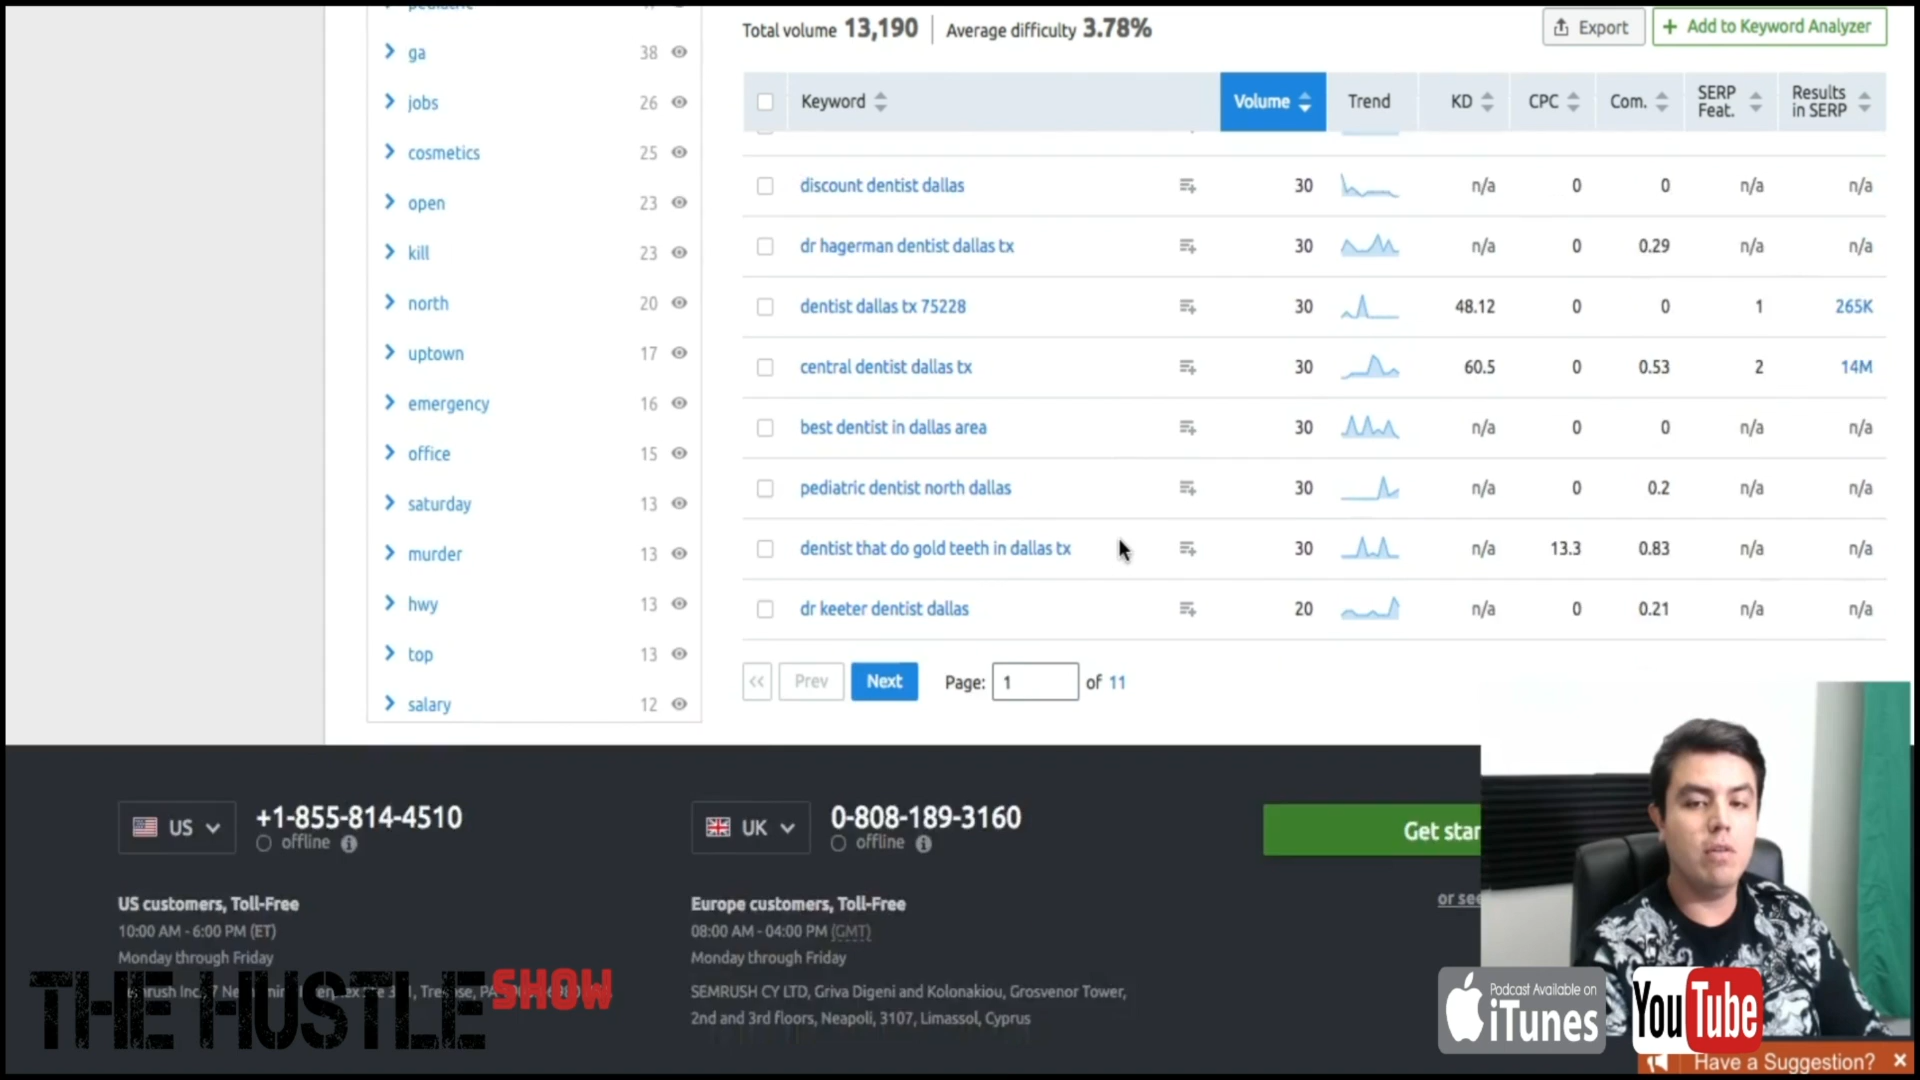 pediatric
ga 38
jobs 26
cosmetics 25
open 23
kill 23
north 20
uptown 17
emergency 16
office 15
saturday 13
murder 13
hwy 13
top 13
salary 12
Total volume 13,190 Average difficulty 3.78%
Export
+ Add to Keyword Analyzer
Keyword Volume Trend KD CPC Com. SERP Feat. Results in SERP
discount dentist dallas 30 n/a 0 0 n/a n/a
dr hagerman dentist dallas tx 30 n/a 0 0.29 n/a n/a
dentist dallas tx 75228 30 48.12 0 0 1 265K
central dentist dallas tx 30 60.5 0 0.53 2 14M
best dentist in dallas area 30 n/a 0 0 n/a n/a
pediatric dentist north dallas 30 n/a 0 0.2 n/a n/a
dentist that do gold teeth in dallas tx 30 n/a 13.3 0.83 n/a n/a
dr keeter dentist dallas 20 n/a 0 0.21 n/a n/a
<< Prev Next Page: 1 of 11
US +1-855-814-4510
offline
US customers, Toll-Free
10:00 AM - 6:00 PM (ET)
Monday through Friday
UK 0-808-189-3160
offline
Europe customers, Toll-Free
08:00 AM - 04:00 PM (GMT)
Monday through Friday
SEMRUSH CY LTD, Griva Digeni and Kolonakiou, Grosvenor Tower,
2nd and 3rd floors, Neapoli, 3107, Limassol, Cyprus
Get star
or see
THE HUSTLE SHOW
Podcast Available on
iTunes
YouTube
Have a Suggestion? ×